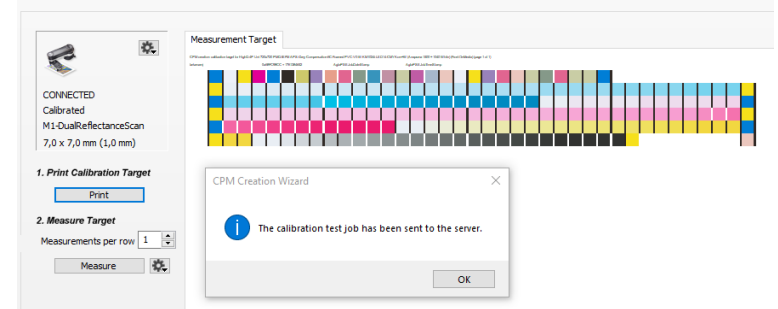 Measurement Target
CONNECTED
Calibrated
M1-DualReflectanceScan
7,0 x 7,0 mm (1,0 mm)
1. Print Calibration Target
Print
2. Measure Target
Measurements per row 1
Measure
CPM Creation Wizard
The calibration test job has been sent to the server.
OK